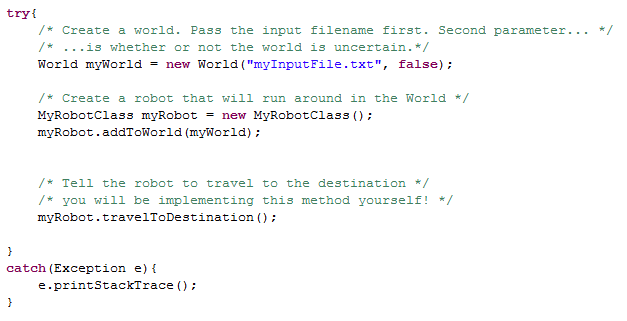 try{
/* Create a world. Pass the input filename first. Second parameter... */
/* ...is whether or not the world is uncertain.*/
World myWorld = new World("myInputFile.txt", false);
/* Create a robot that will run around in the World */
MyRobotClass myRobot = new MyRobotClass();
myRobot.addToWorld(myWorld);
/* Tell the robot to travel to the destination */
/* you will be implementing this method yourself! */
myRobot.travelToDestination();
}
catch(Exception e){
e.printStackTrace();
}